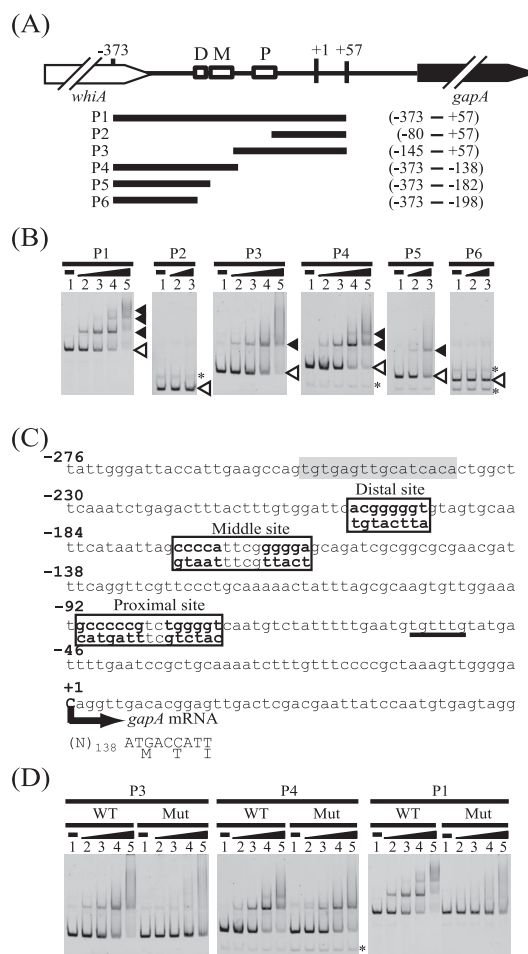 (A)
-373 D M P +1 +57
whiA gapA
P1 (-373 — +57)
P2 (-80 — +57)
P3 (-145 — +57)
P4 (-373 — -138)
P5 (-373 — -182)
P6 (-373 — -198)
(B)
P1 P2 P3 P4 P5 P6
1 2 3 4 5 1 2 3 1 2 3 4 5 1 2 3 4 5 1 2 3 1 2 3
* * * *
(C)
-276
tattgggattaccattgaagccagtgtgagttgcatcacactggct
-230 Distal site
tcaaatctgagactttactttgtggattcacgggggtgtagtgcaa
tgtactta
-184 Middle site
ttcataattagcccccattcgggggagcagatcgcggcgcgaacgat
gtaatttcgttact
-138
ttcaggttcgttccctgcaaaaactatttagcgcaagtgttggaaa
-92 Proximal site
tgcccccgtctggggtcaatgtctatttttgaatgtgtttgtatga
catgatttcgtctac
-46
ttttgaatccgtttgcaaaatttgtttccccgctaaagttgggga
+1
Caggttgacacggagttgactcgacgaatatccaatgtgagtagg
gapA mRNA
(N)138 ATGACCATT
M T I
(D)
P3 P4 P1
WT Mut WT Mut WT Mut
1 2 3 4 5 1 2 3 4 5 1 2 3 4 5 1 2 3 4 5 1 2 3 4 5 1 2 3 4 5
*